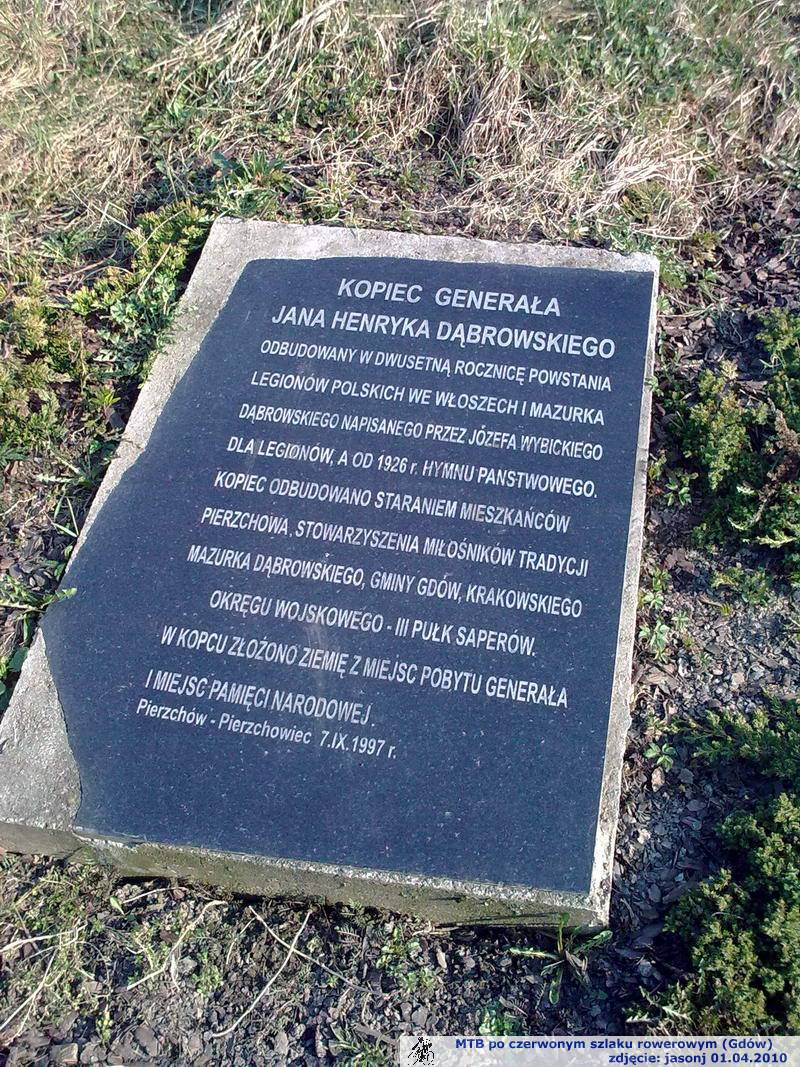 KOPIEC GENERAŁA
JANA HENRYKA DĄBROWSKIEGO
ODBUDOWANY W DWUSETNĄ ROCZNICĘ POWSTANIA
LEGIONÓW POLSKICH WE WŁOSZECH I MAZURKA
DĄBROWSKIEGO NAPISANEGO PRZEZ JÓZEFA WYBICKIEGO
DLA LEGIONÓW, A OD 1926 r. HYMNU PANSTWOWEGO.
KOPIEC ODBUDOWANO STARANIEM MIESZKAŃCÓW
PIERZCHOWA, STOWARZYSZENIA MIŁOŚNIKÓW TRADYCJI
MAZURKA DĄBROWSKIEGO, GMINY GDÓW, KRAKOWSKIEGO
OKRĘGU WOJSKOWEGO - III PUŁK SAPERÓW.
W KOPCU ZŁOŻONO ZIEMIĘ Z MIEJSC POBYTU GENERAŁA
I MIEJSC PAMIĘCI NARODOWEJ
Pierzchów - Pierzchowiec 7.IX.1997 r.
MTB po czerwonym szlaku rowerowym (Gdów)
zdjęcie: jasonj 01.04.2010